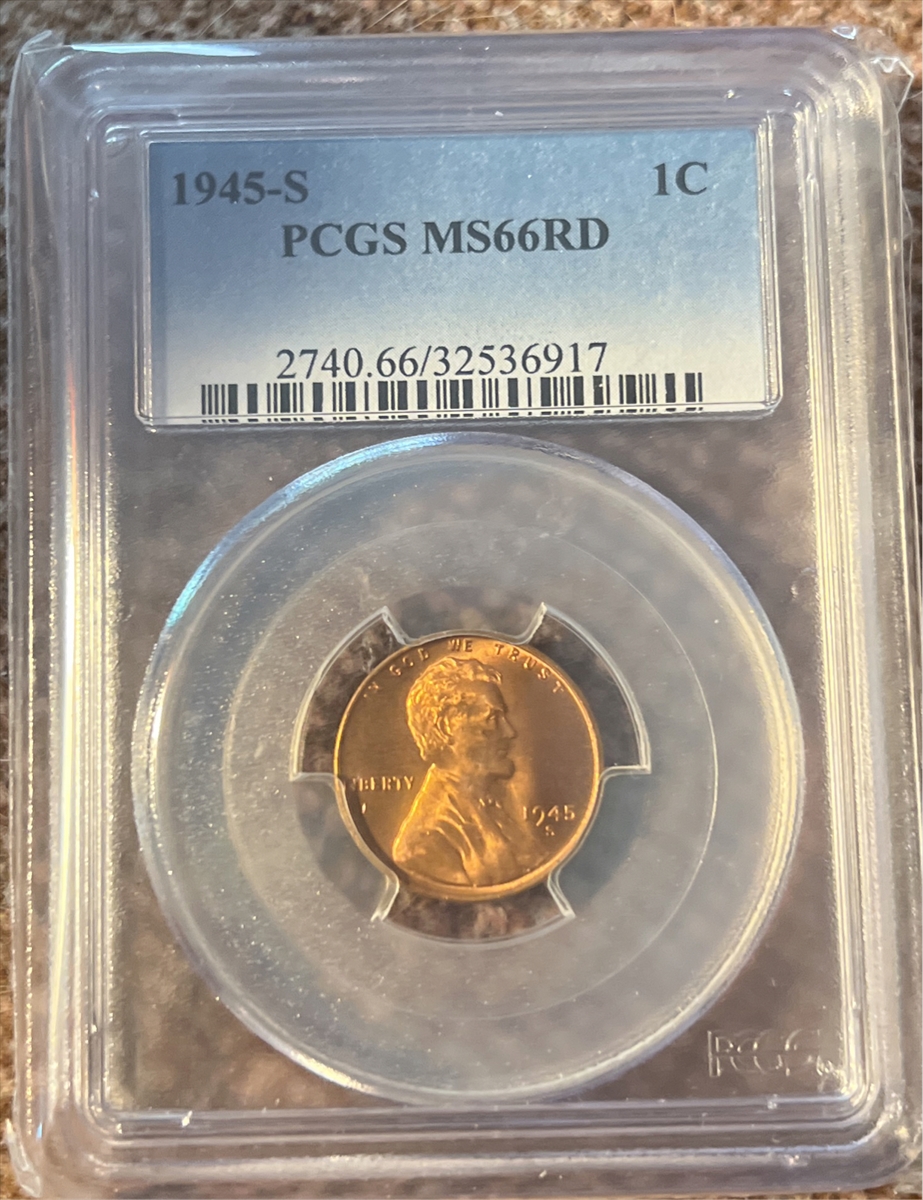 1945-S 1C
PCGS MS66RD
2740.66/32536917
IN GOD WE TRUST
LIBERTY
1945
S
PCGS